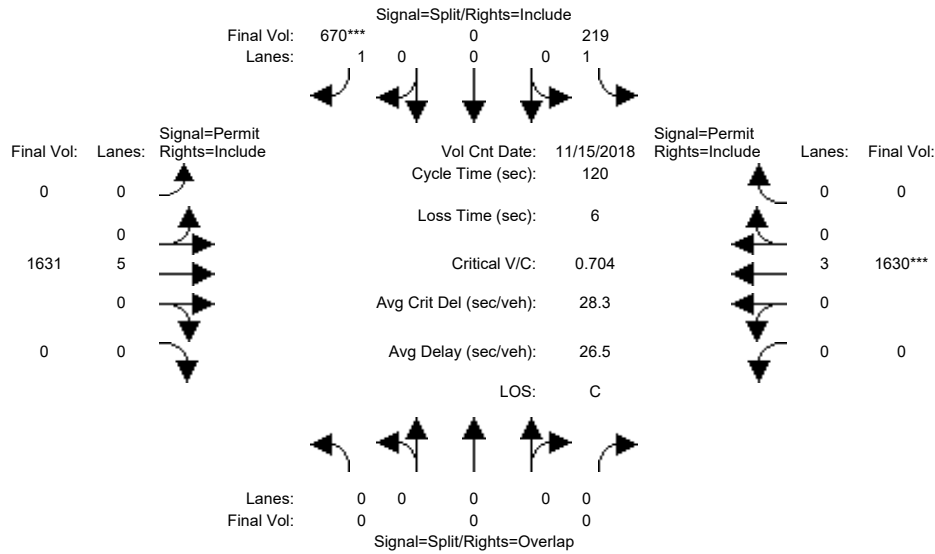 Signal=Split/Rights=Include
Final Vol: 670*** 0 219
Lanes: 1 0 0 0 1
Signal=Permit
Final Vol: Lanes: Rights=Include
Vol Cnt Date: 11/15/2018
Signal=Permit
Rights=Include Lanes: Final Vol:
Cycle Time (sec): 120
0 0 0 0
Loss Time (sec): 6
0 0
1631 5 Critical V/C: 0.704 3 1630***
0 Avg Crit Del (sec/veh): 28.3 0
0 0 Avg Delay (sec/veh): 26.5 0 0
LOS: C
Lanes: 0 0 0 0 0
Final Vol: 0 0 0
Signal=Split/Rights=Overlap